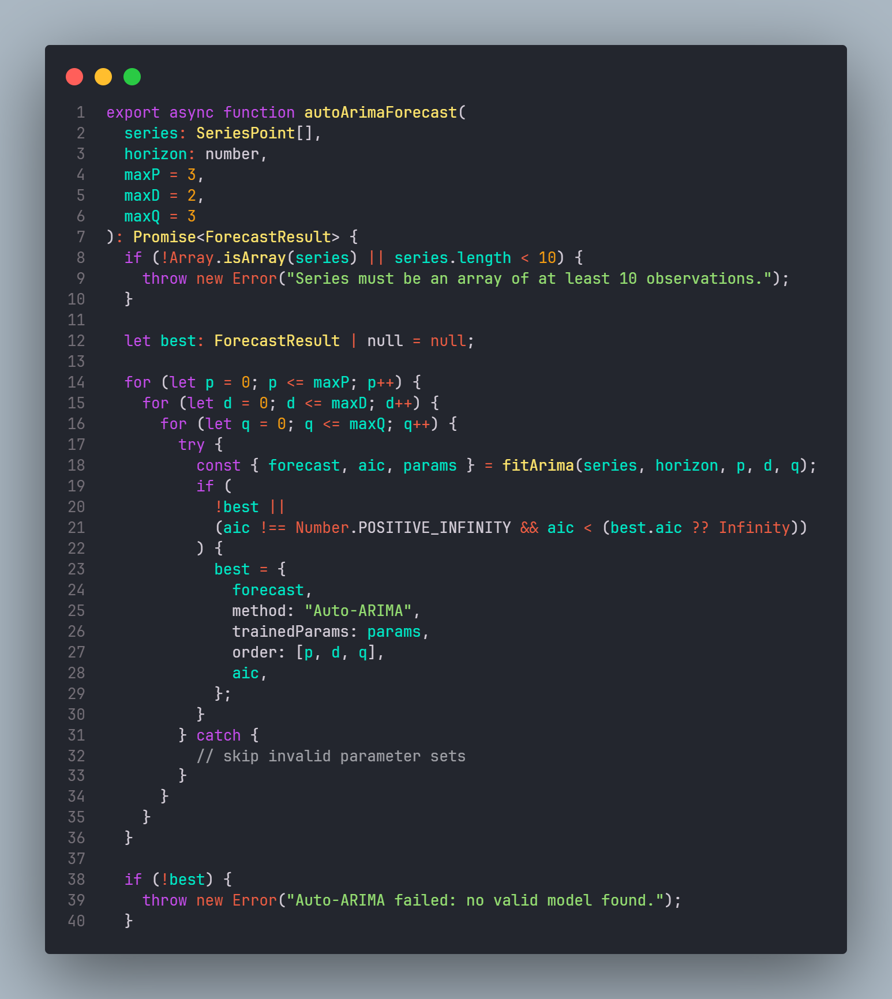 1 export async function autoArimaForecast(
2   series: SeriesPoint[],
3   horizon: number,
4   maxP = 3,
5   maxD = 2,
6   maxQ = 3
7 ): Promise<ForecastResult> {
8   if (!Array.isArray(series) || series.length < 10) {
9     throw new Error("Series must be an array of at least 10 observations.");
10   }
11
12   let best: ForecastResult | null = null;
13
14   for (let p = 0; p <= maxP; p++) {
15     for (let d = 0; d <= maxD; d++) {
16       for (let q = 0; q <= maxQ; q++) {
17         try {
18           const { forecast, aic, params } = fitArima(series, horizon, p, d, q);
19           if (
20             !best ||
21             (aic !== Number.POSITIVE_INFINITY && aic < (best.aic ?? Infinity))
22           ) {
23             best = {
24               forecast,
25               method: "Auto-ARIMA",
26               trainedParams: params,
27               order: [p, d, q],
28               aic,
29             };
30           }
31         } catch {
32           // skip invalid parameter sets
33         }
34       }
35     }
36   }
37
38   if (!best) {
39     throw new Error("Auto-ARIMA failed: no valid model found.");
40   }